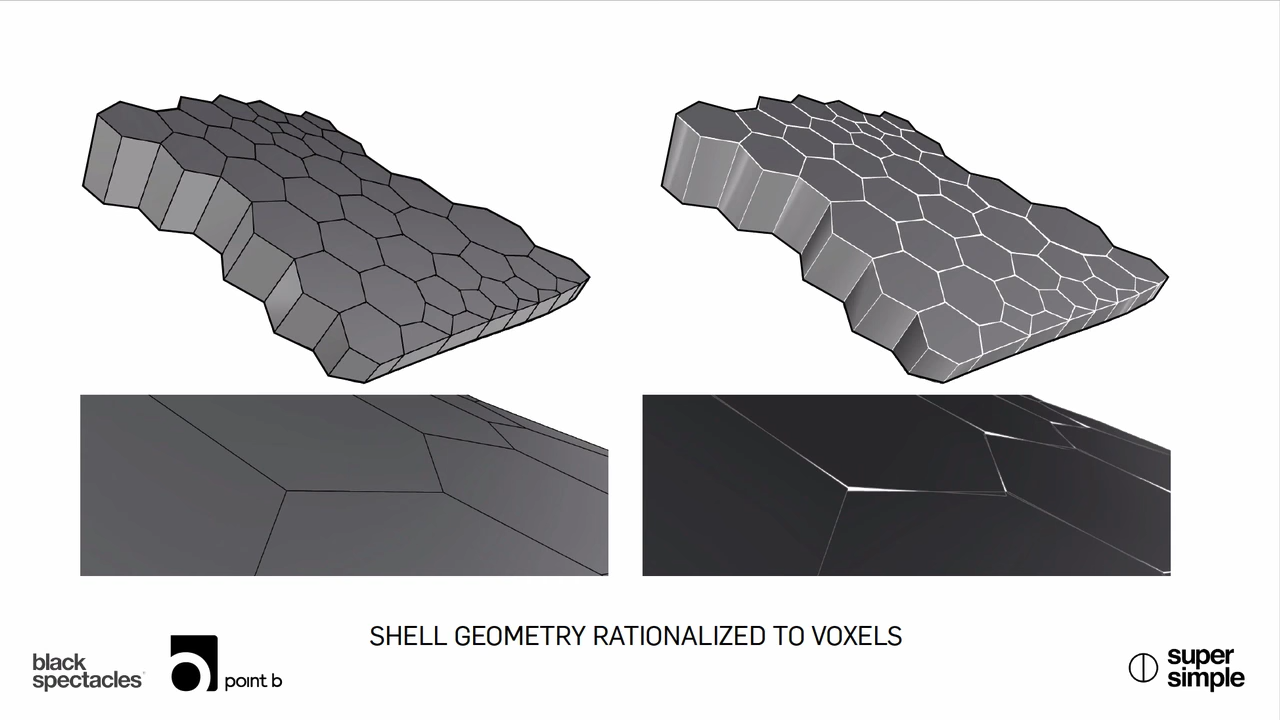 SHELL GEOMETRY RATIONALIZED TO VOXELS
black
spectacles
point b
super
simple